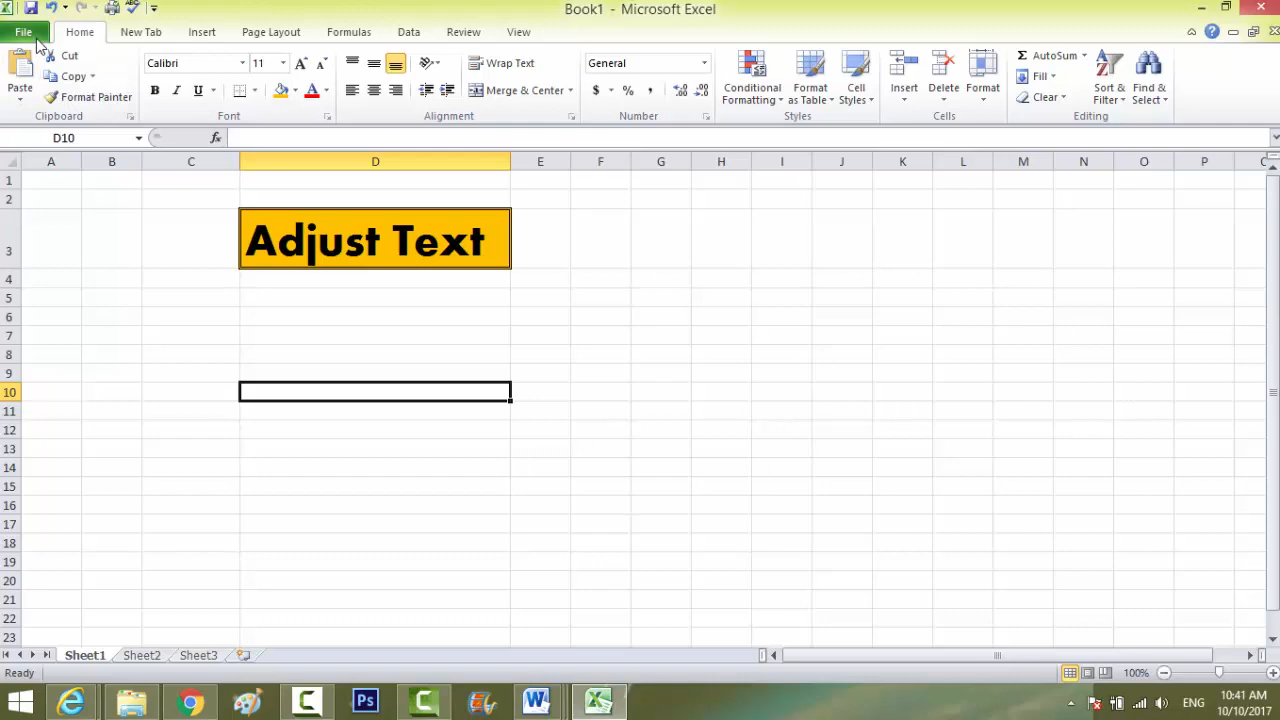 Book1 - Microsoft Excel
File Home New Tab Insert Page Layout Formulas Data Review View
Paste
Cut
Copy
Format Painter
Clipboard
Calibri 11
B I U
Font
Wrap Text
Merge & Center
Alignment
General
$ % ,
Number
Conditional Formatting
Format as Table
Cell Styles
Styles
Insert
Delete
Format
Cells
Σ AutoSum
Fill
Clear
Sort & Filter
Find & Select
Editing
D10 fx
A B C D E F G H I J K L M N O P
1
2
3 Adjust Text
4
5
6
7
8
9
10
11
12
13
14
15
16
17
18
19
20
21
22
23
Sheet1 Sheet2 Sheet3
Ready 100%
Ps W ENG 10:41 AM
10/10/2017